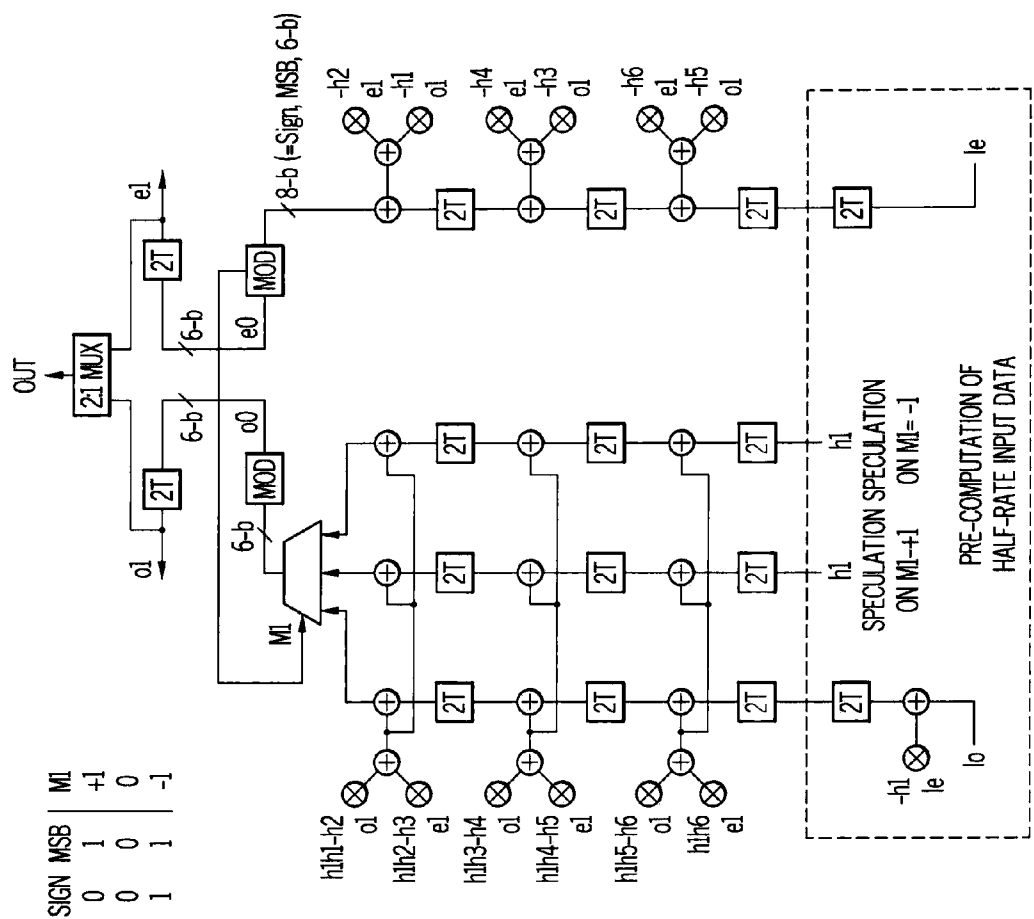 OUT
2:1 MUX
o1
2T
2T
e1
6-b
6-b
o0
e0
MOD
MOD
6-b
8-b (=Sign, MSB, 6-b)
M1
SIGN MSB M1
0 1 +1
0 0 0
1 1 -1
h1h1-h2
o1
h1h2-h3
e1
-h2
e1
-h1
o1
2T
2T
2T
2T
h1h3-h4
o1
h1h4-h5
e1
-h4
e1
-h3
o1
2T
2T
2T
2T
h1h5-h6
o1
h1h6
e1
-h6
e1
-h5
o1
2T
2T
2T
2T
2T
2T
h1
h1
SPECULATION SPECULATION
ON M1-+1 ON M1=-1
-h1
Ie
Io
Ie
PRE-COMPUTATION OF
HALF-RATE INPUT DATA